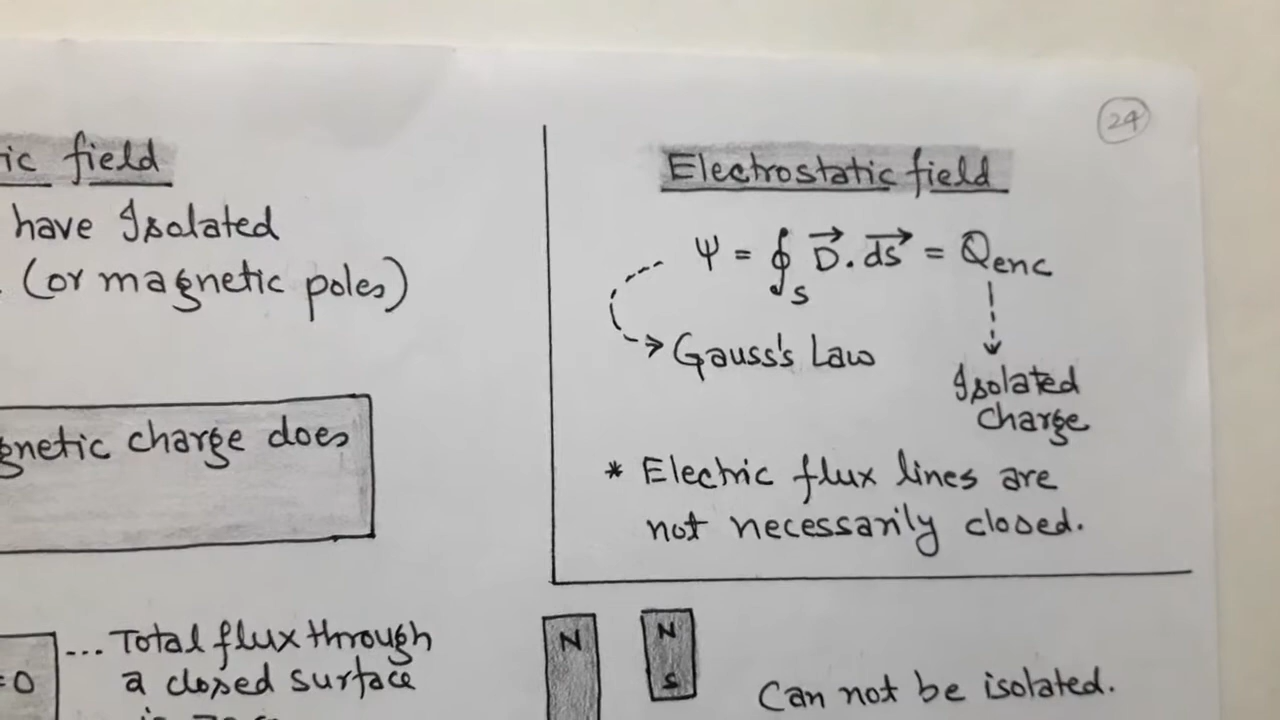 ic field
have Isolated
(or magnetic poles)
gnetic charge does
... Total flux through
=0 a closed surface
24
Electrostatic field
Ψ = ∮_S D⃗ . ds⃗ = Qenc
Gauss's Law
Isolated
Charge
* Electric flux lines are
not necessarily closed.
N
N
S
Can not be isolated.